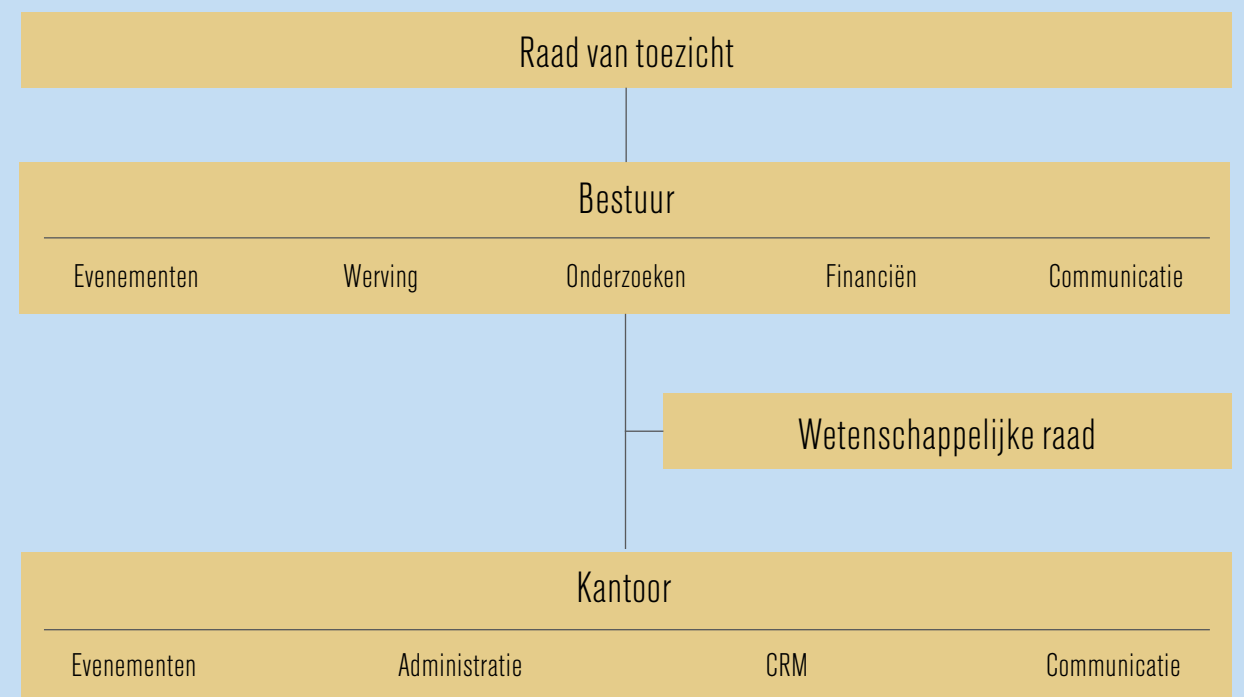 Raad van toezicht
Bestuur
Evenementen Werving Onderzoeken Financiën Communicatie
Wetenschappelijke raad
Kantoor
Evenementen Administratie CRM Communicatie